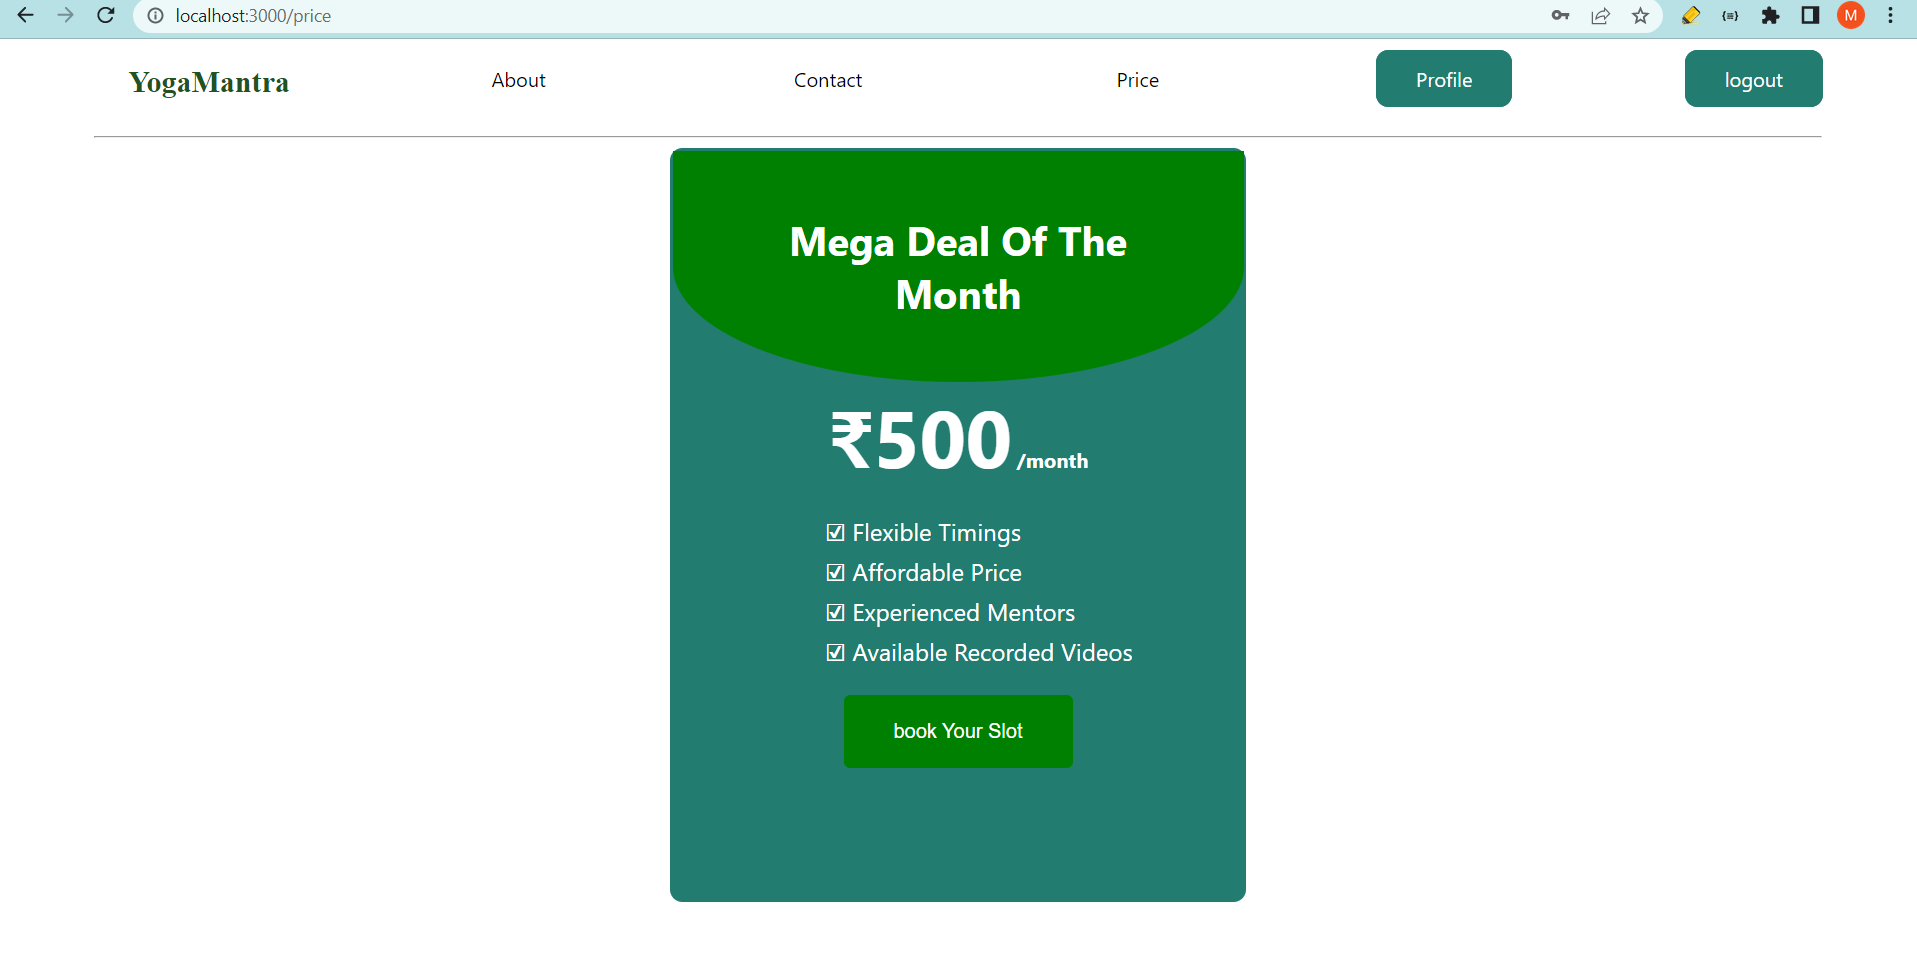 localhost:3000/price
M
YogaMantra
About
Contact
Price
Profile
logout
Mega Deal Of The
Month
₹500 /month
☑ Flexible Timings
☑ Affordable Price
☑ Experienced Mentors
☑ Available Recorded Videos
book Your Slot